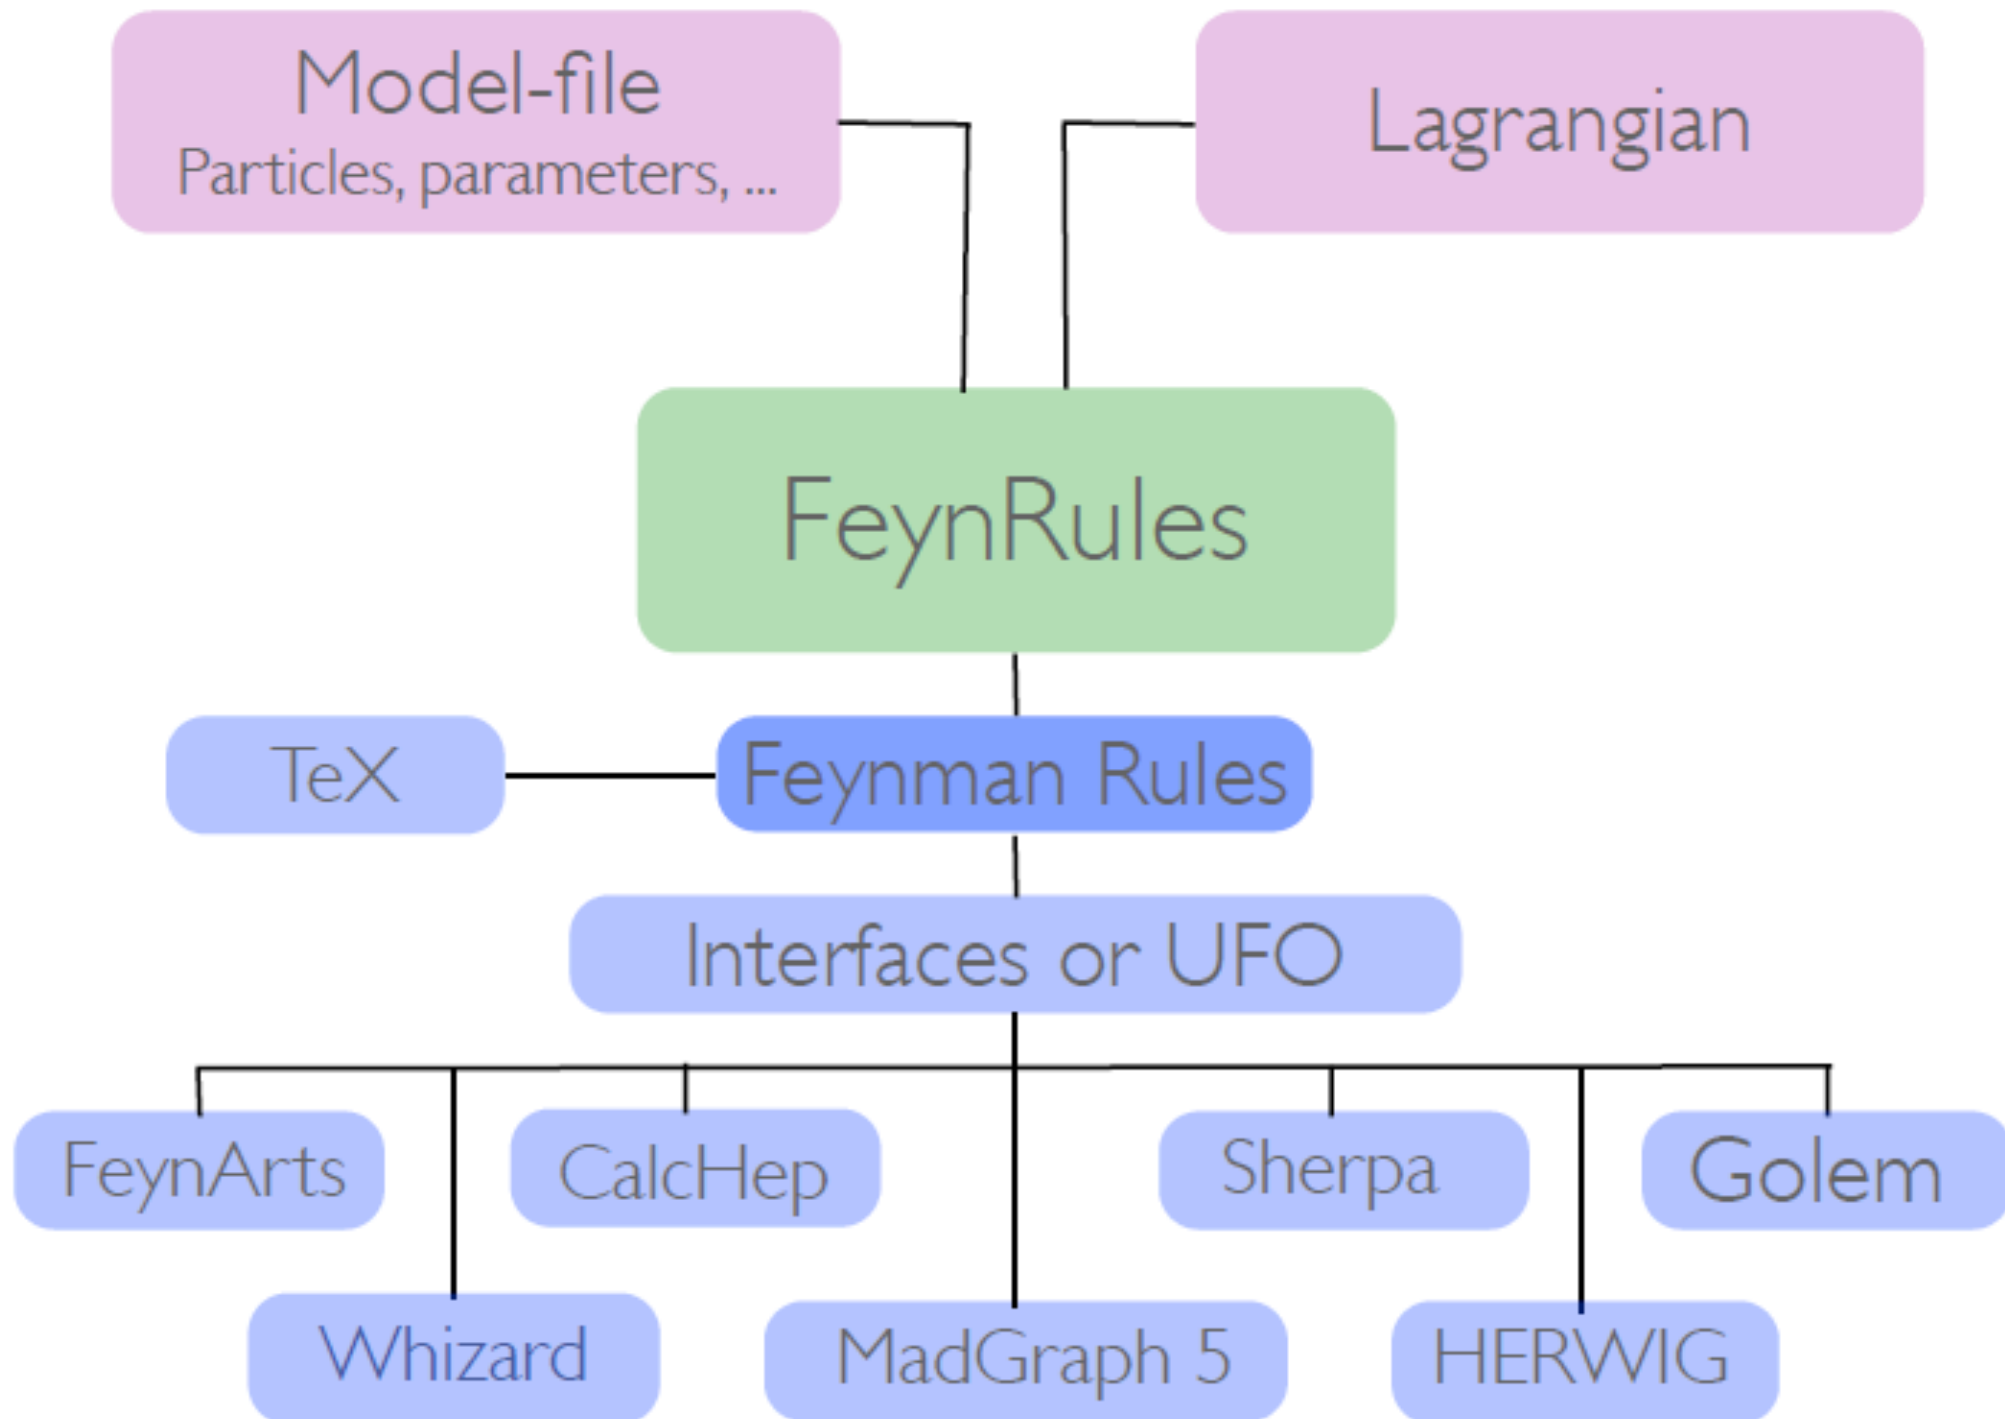 Model-file
Particles, parameters, ...
Lagrangian
FeynRules
TeX
Feynman Rules
Interfaces or UFO
FeynArts
CalcHep
Sherpa
Golem
Whizard
MadGraph 5
HERWIG